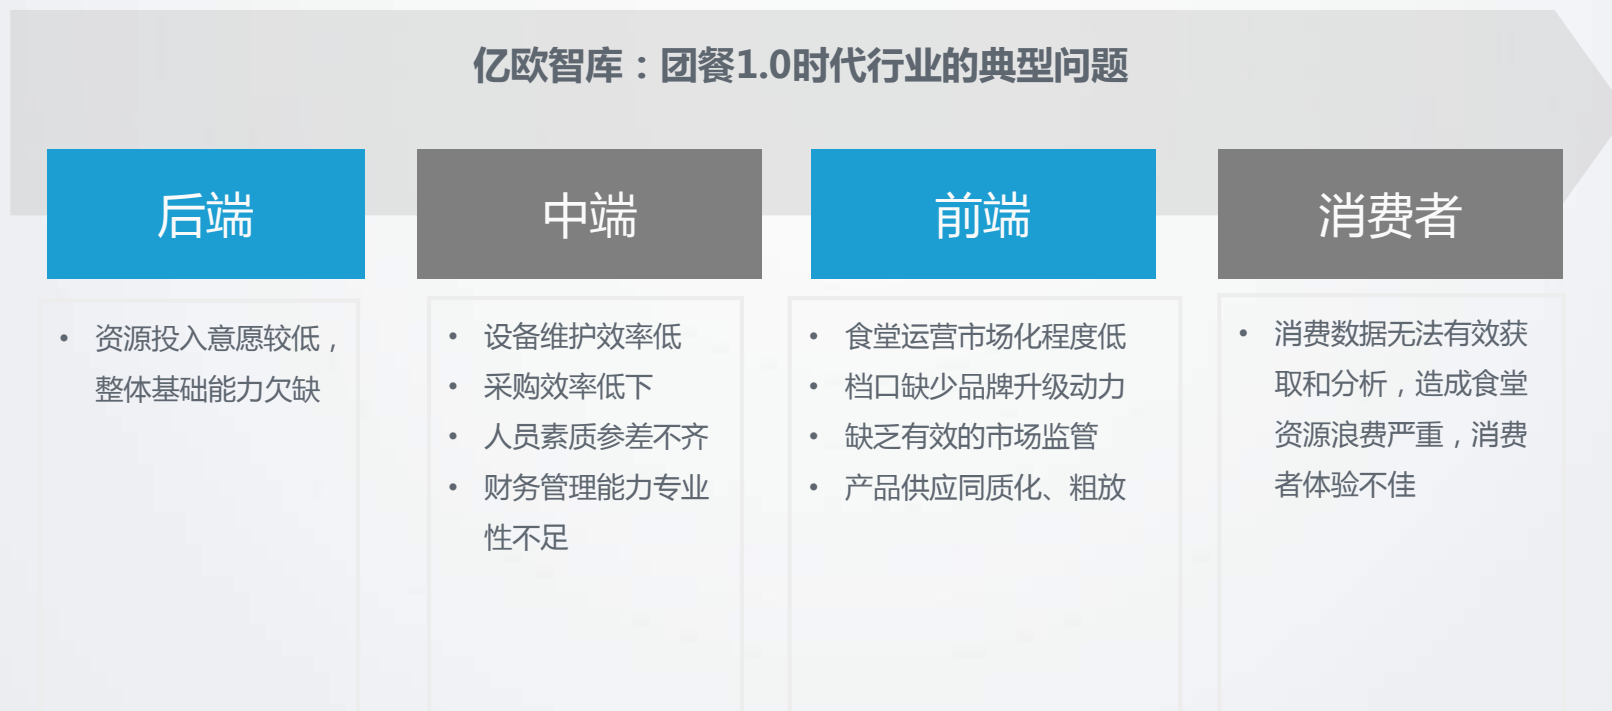 亿欧智库：团餐1.0时代行业的典型问题
后端
中端
前端
消费者
• 资源投入意愿较低，
整体基础能力欠缺
• 设备维护效率低
• 采购效率低下
• 人员素质参差不齐
• 财务管理能力专业
性不足
• 食堂运营市场化程度低
• 档口缺少品牌升级动力
• 缺乏有效的市场监管
• 产品供应同质化、粗放
• 消费数据无法有效获
取和分析，造成食堂
资源浪费严重，消费
者体验不佳